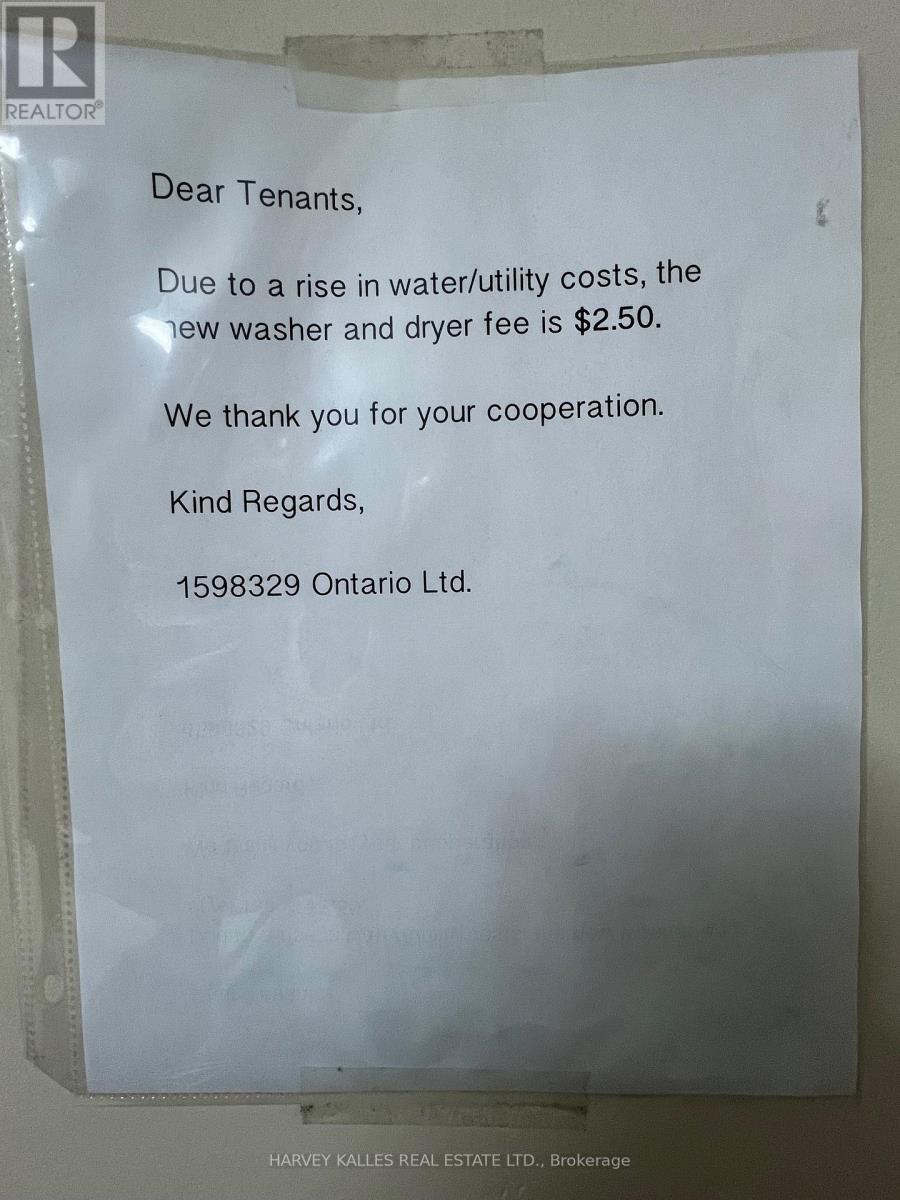 R
REALTOR®
Dear Tenants,
Due to a rise in water/utility costs, the
new washer and dryer fee is $2.50.
We thank you for your cooperation.
Kind Regards,
1598329 Ontario Ltd.
HARVEY KALLES REAL ESTATE LTD., Brokerage